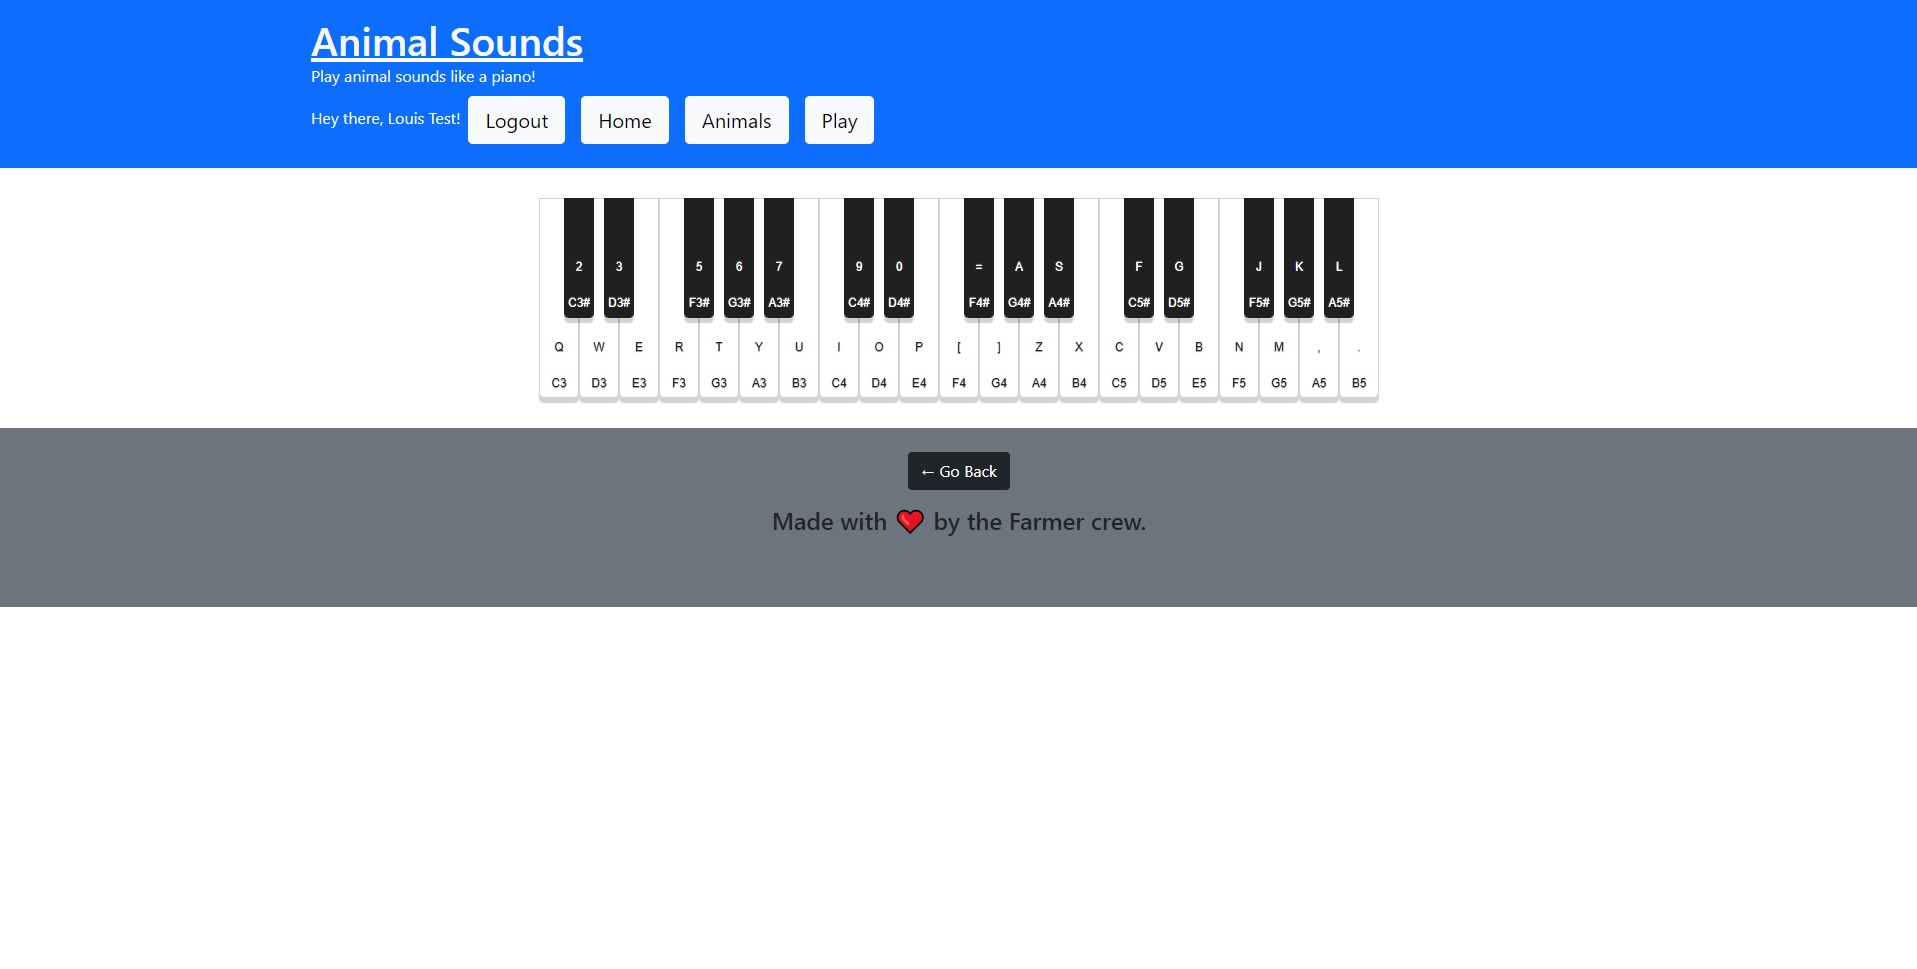 Animal Sounds
Play animal sounds like a piano!
Hey there, Louis Test! Logout Home Animals Play
2 3 5 6 7 9 0 = A S F G J K L
C3# D3# F3# G3# A3# C4# D4# F4# G4# A4# C5# D5# F5# G5# A5#
Q W E R T Y U I O P [ ] Z X C V B N M , .
C3 D3 E3 F3 G3 A3 B3 C4 D4 E4 F4 G4 A4 B4 C5 D5 E5 F5 G5 A5 B5
← Go Back
Made with ❤️ by the Farmer crew.